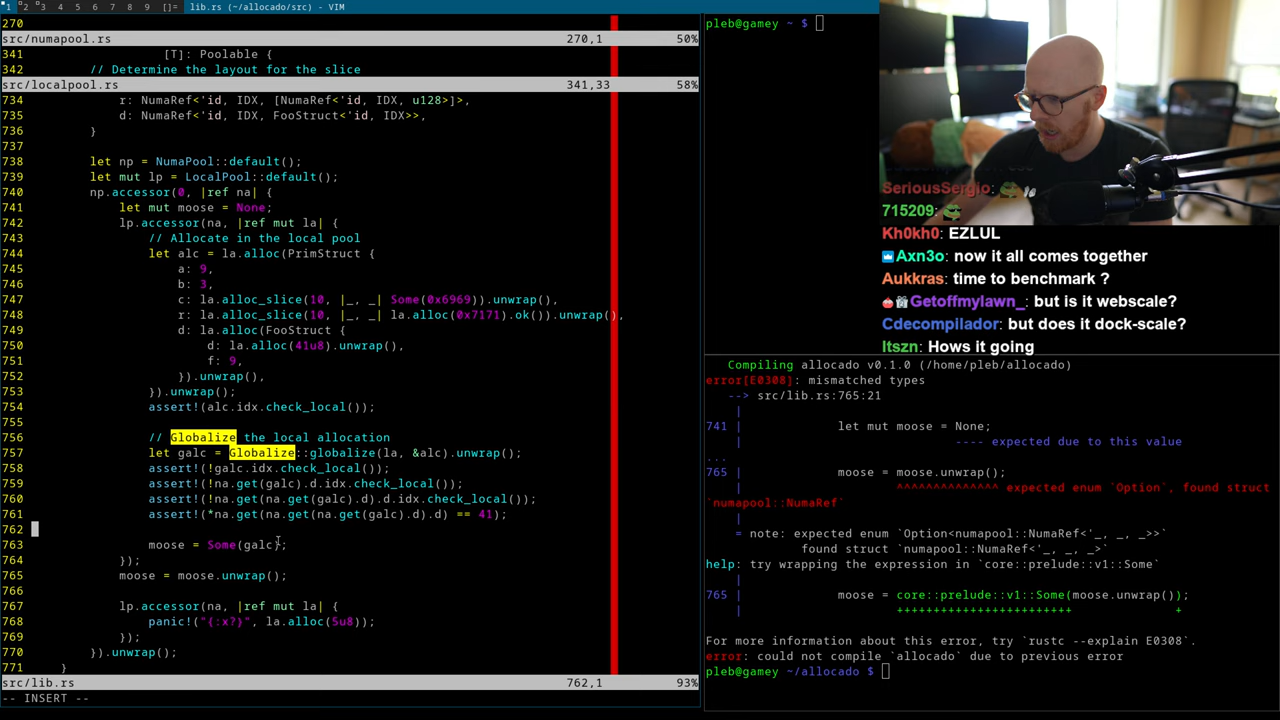 1 2 3 4 5 6 7 8 9 []= lib.rs (~/allocado/src) - VIM
270
src/numapool.rs 270,1 50%
341 [T]: Poolable {
342 // Determine the layout for the slice
src/localpool.rs 341,33 58%
734 r: NumaRef<'id, IDX, [NumaRef<'id, IDX, u128>]>,
735 d: NumaRef<'id, IDX, FooStruct<'id, IDX>>,
736 }
737
738 let np = NumaPool::default();
739 let mut lp = LocalPool::default();
740 np.accessor(0, |ref na| {
741 let mut moose = None;
742 lp.accessor(na, |ref mut la| {
743 // Allocate in the local pool
744 let alc = la.alloc(PrimStruct {
745 a: 9,
746 b: 3,
747 c: la.alloc_slice(10, |_, _| Some(0x6969)).unwrap(),
748 r: la.alloc_slice(10, |_, _| la.alloc(0x7171).ok()).unwrap(),
749 d: la.alloc(FooStruct {
750 d: la.alloc(41u8).unwrap(),
751 f: 9,
752 }).unwrap(),
753 }).unwrap();
754 assert!(alc.idx.check_local());
755
756 // Globalize the local allocation
757 let galc = Globalize::globalize(la, &alc).unwrap();
758 assert!(!galc.idx.check_local());
759 assert!(!na.get(galc).d.idx.check_local());
760 assert!(!na.get(na.get(galc).d).d.idx.check_local());
761 assert!(*na.get(na.get(na.get(galc).d).d) == 41);
762
763 moose = Some(galc);
764 });
765 moose = moose.unwrap();
766
767 lp.accessor(na, |ref mut la| {
768 panic!("{:x?}", la.alloc(5u8));
769 });
770 }).unwrap();
771 }
src/lib.rs 762,1 93%
-- INSERT --
pleb@gamey ~ $
SeriousSergio:
715209:
Kh0kh0: EZLUL
Axn3o: now it all comes together
Aukkras: time to benchmark ?
Getoffmylawn_: but is it webscale?
Cdecompilador: but does it dock-scale?
Itszn: Hows it going
Compiling allocado v0.1.0 (/home/pleb/allocado)
error[E0308]: mismatched types
--> src/lib.rs:765:21
|
741 | let mut moose = None;
| ---- expected due to this value
...
765 | moose = moose.unwrap();
| ^^^^^^^^^^^^^^ expected enum `Option`, found struct
`numapool::NumaRef`
|
= note: expected enum `Option<numapool::NumaRef<'_, _, _>>`
found struct `numapool::NumaRef<'_, _, _>`
help: try wrapping the expression in `core::prelude::v1::Some`
|
765 | moose = core::prelude::v1::Some(moose.unwrap());
| ++++++++++++++++++++++++ +
For more information about this error, try `rustc --explain E0308`.
error: could not compile `allocado` due to previous error
pleb@gamey ~/allocado $